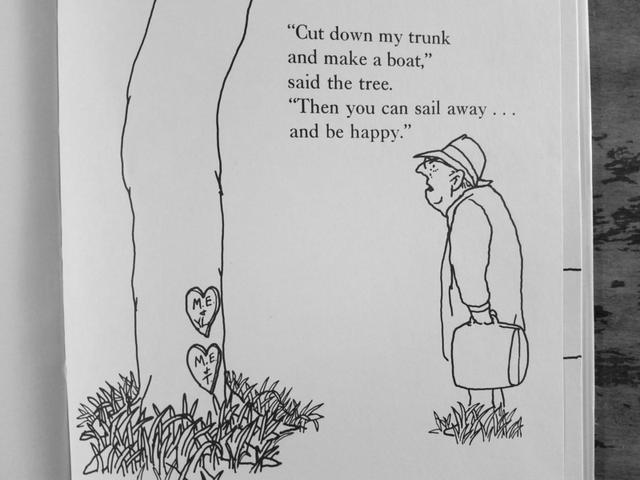 “Cut down my trunk
and make a boat,”
said the tree.
“Then you can sail away . . .
and be happy.”
M.E
+
Y.L
M.E
+
T